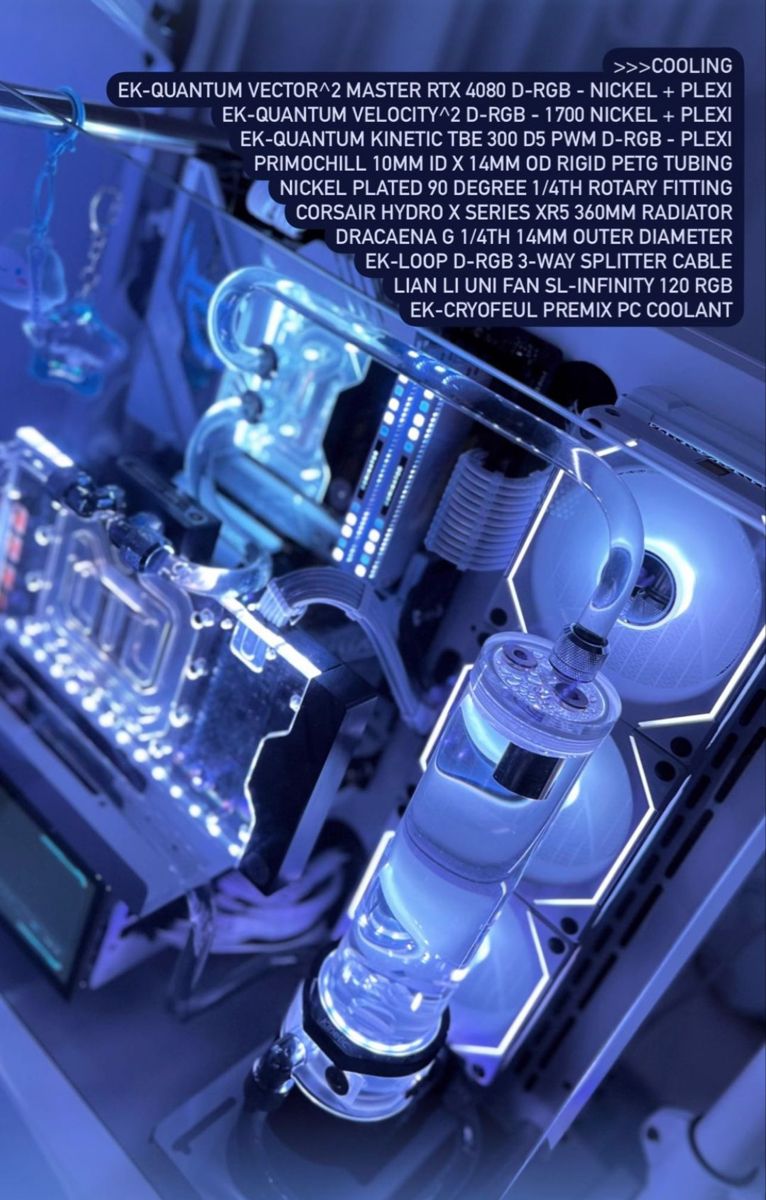 >>>COOLING
EK-QUANTUM VECTOR^2 MASTER RTX 4080 D-RGB - NICKEL + PLEXI
EK-QUANTUM VELOCITY^2 D-RGB - 1700 NICKEL + PLEXI
EK-QUANTUM KINETIC TBE 300 D5 PWM D-RGB - PLEXI
PRIMOCHILL 10MM ID X 14MM OD RIGID PETG TUBING
NICKEL PLATED 90 DEGREE 1/4TH ROTARY FITTING
CORSAIR HYDRO X SERIES XR5 360MM RADIATOR
DRACAENA G 1/4TH 14MM OUTER DIAMETER
EK-LOOP D-RGB 3-WAY SPLITTER CABLE
LIAN LI UNI FAN SL-INFINITY 120 RGB
EK-CRYOFEUL PREMIX PC COOLANT